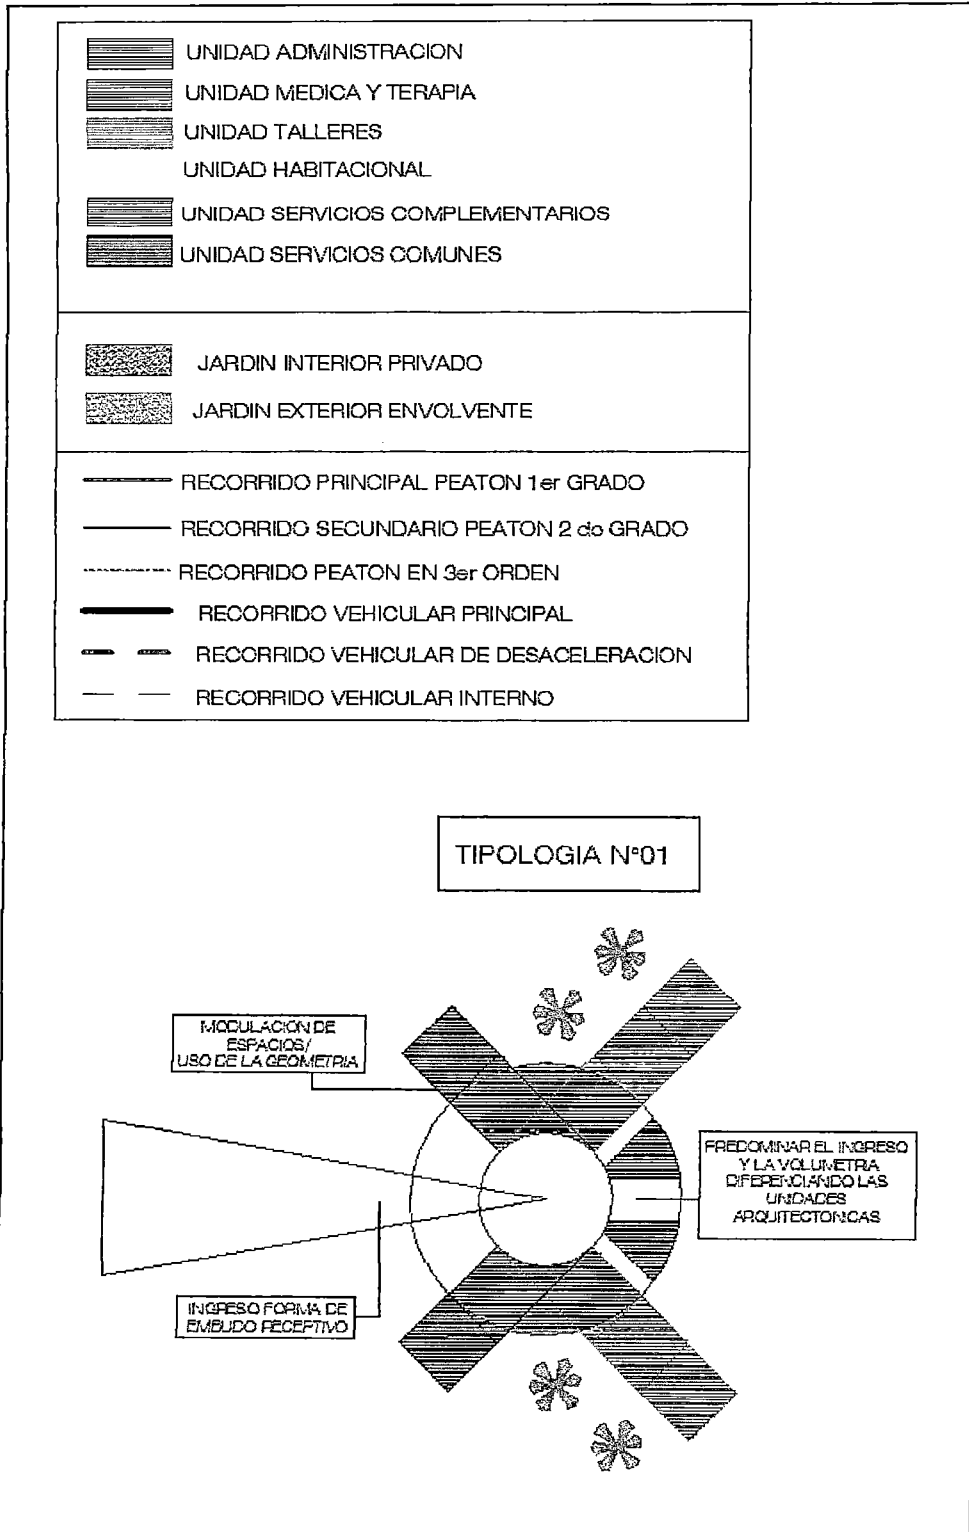 UNIDAD ADMINISTRACION
UNIDAD MEDICA Y TERAPIA
UNIDAD TALLERES
UNIDAD HABITACIONAL
UNIDAD SERVICIOS COMPLEMENTARIOS
UNIDAD SERVICIOS COMUNES
JARDIN INTERIOR PRIVADO
JARDIN EXTERIOR ENVOLVENTE
RECORRIDO PRINCIPAL PEATON 1er GRADO
RECORRIDO SECUNDARIO PEATON 2 do GRADO
RECORRIDO PEATON EN 3er ORDEN
RECORRIDO VEHICULAR PRINCIPAL
RECORRIDO VEHICULAR DE DESACELERACION
RECORRIDO VEHICULAR INTERNO
TIPOLOGIA N°01
MODULACION DE
ESPACIOS/
USO DE LA GEOMETRIA
PREDOMINAR EL INGRESO
Y LA VOLUMETRA
DIFERENCIANDO LAS
UNIDADES
ARQUITECTONICAS
INGRESO FORMA DE
EMBUDO RECEPTIVO